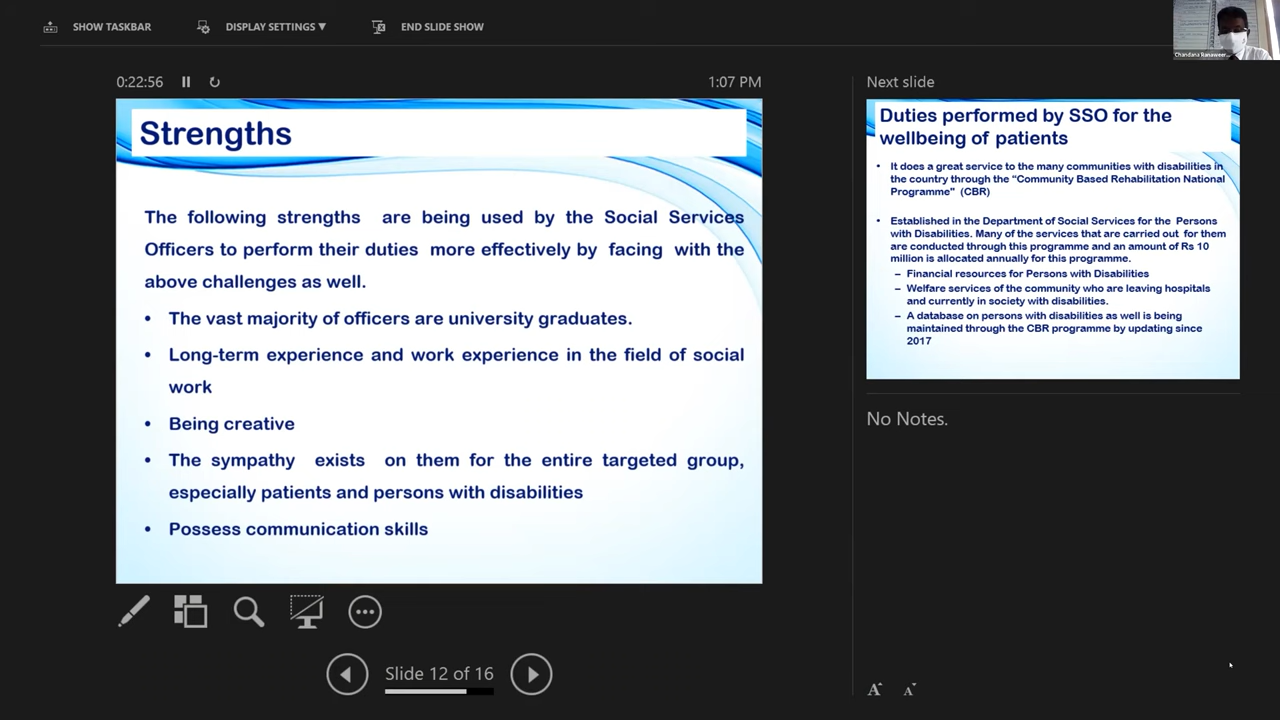 SHOW TASKBAR
DISPLAY SETTINGS ▼
END SLIDE SHOW
0:22:56
1:07 PM
Strengths
The following strengths are being used by the Social Services
Officers to perform their duties more effectively by facing with the
above challenges as well.
• The vast majority of officers are university graduates.
• Long-term experience and work experience in the field of social
work
• Being creative
• The sympathy exists on them for the entire targeted group,
especially patients and persons with disabilities
• Possess communication skills
Slide 12 of 16
Chandana
Next slide
Duties performed by SSO for the
wellbeing of patients
• It does a great service to the many communities with disabilities in
the country through the “Community Based Rehabilitation National
Programme" (CBR)
• Established in the Department of Social Services for the Persons
with Disabilities. Many of the services that are carried out for them
are conducted through this programme and an amount of Rs 10
million is allocated annually for this programme.
– Financial resources for Persons with Disabilities
– Welfare services of the community who are leaving hospitals
and currently in society with disabilities.
– A database on persons with disabilities as well is being
maintained through the CBR programme by updating since
2017
No Notes.
A A